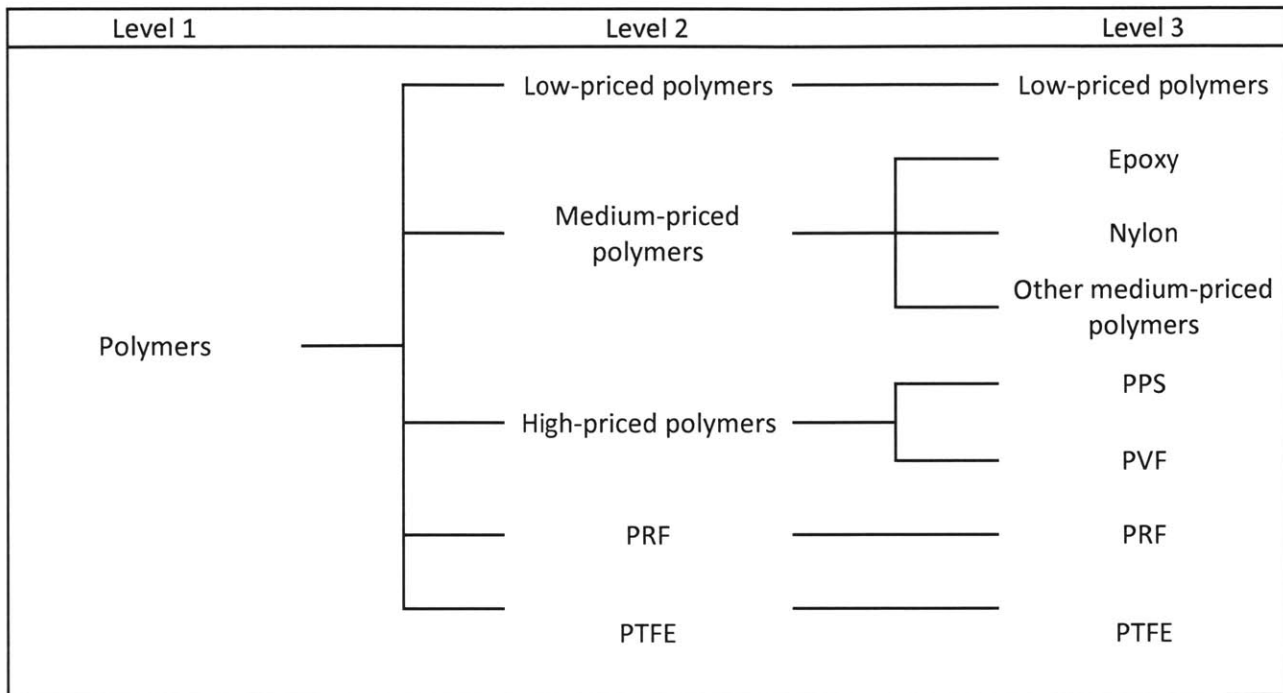 Level 1 Level 2 Level 3
Low-priced polymers Low-priced polymers
Epoxy
Medium-priced
polymers
Nylon
Other medium-priced
polymers
Polymers
PPS
High-priced polymers
PVF
PRF PRF
PTFE PTFE